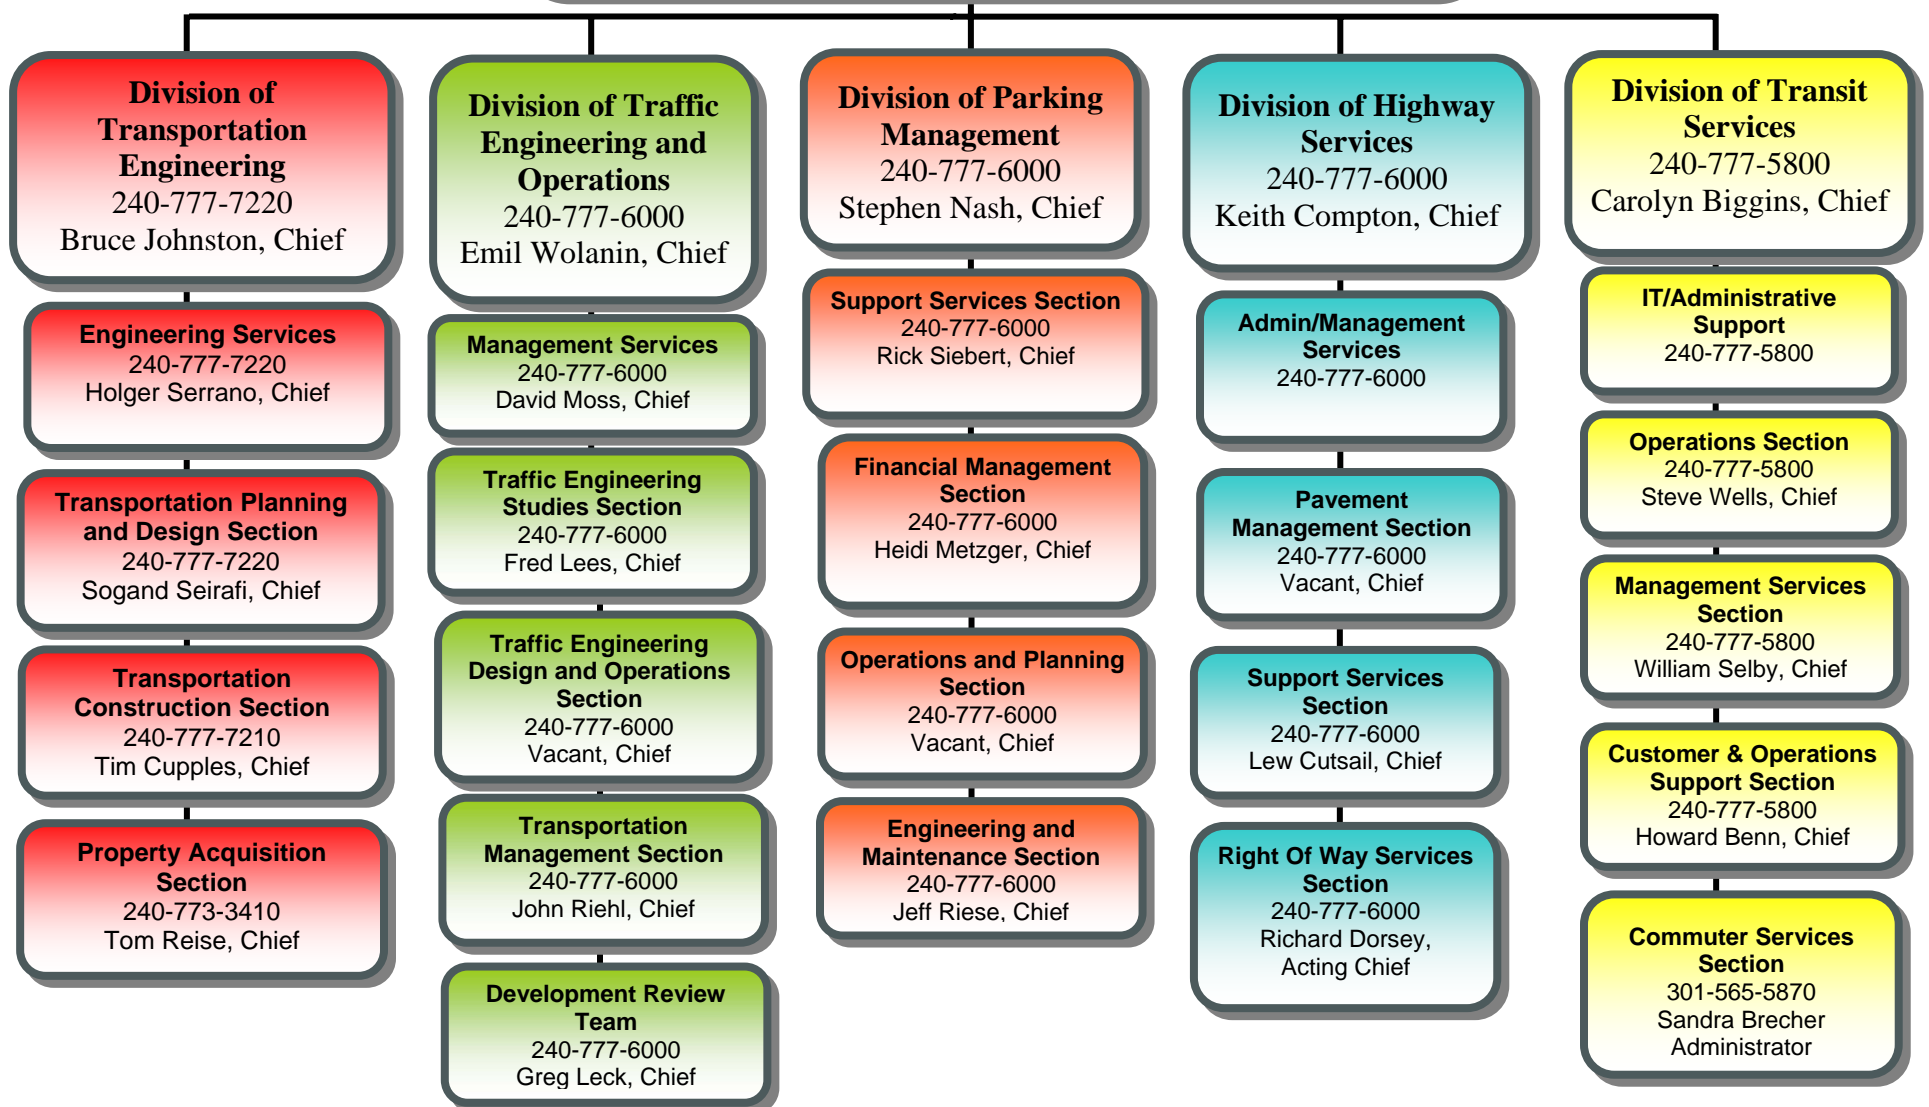 Division of
Transportation
Engineering
240-777-7220
Bruce Johnston, Chief
Engineering Services
240-777-7220
Holger Serrano, Chief
Transportation Planning
and Design Section
240-777-7220
Sogand Seirafi, Chief
Transportation
Construction Section
240-777-7210
Tim Cupples, Chief
Property Acquisition
Section
240-773-3410
Tom Reise, Chief
Division of Traffic
Engineering and
Operations
240-777-6000
Emil Wolanin, Chief
Management Services
240-777-6000
David Moss, Chief
Traffic Engineering
Studies Section
240-777-6000
Fred Lees, Chief
Traffic Engineering
Design and Operations
Section
240-777-6000
Vacant, Chief
Transportation
Management Section
240-777-6000
John Riehl, Chief
Development Review
Team
240-777-6000
Greg Leck, Chief
Division of Parking
Management
240-777-6000
Stephen Nash, Chief
Support Services Section
240-777-6000
Rick Siebert, Chief
Financial Management
Section
240-777-6000
Heidi Metzger, Chief
Operations and Planning
Section
240-777-6000
Vacant, Chief
Engineering and
Maintenance Section
240-777-6000
Jeff Riese, Chief
Division of Highway
Services
240-777-6000
Keith Compton, Chief
Admin/Management
Services
240-777-6000
Pavement
Management Section
240-777-6000
Vacant, Chief
Support Services
Section
240-777-6000
Lew Cutsail, Chief
Right Of Way Services
Section
240-777-6000
Richard Dorsey,
Acting Chief
Division of Transit
Services
240-777-5800
Carolyn Biggins, Chief
IT/Administrative
Support
240-777-5800
Operations Section
240-777-5800
Steve Wells, Chief
Management Services
Section
240-777-5800
William Selby, Chief
Customer & Operations
Support Section
240-777-5800
Howard Benn, Chief
Commuter Services
Section
301-565-5870
Sandra Brecher
Administrator